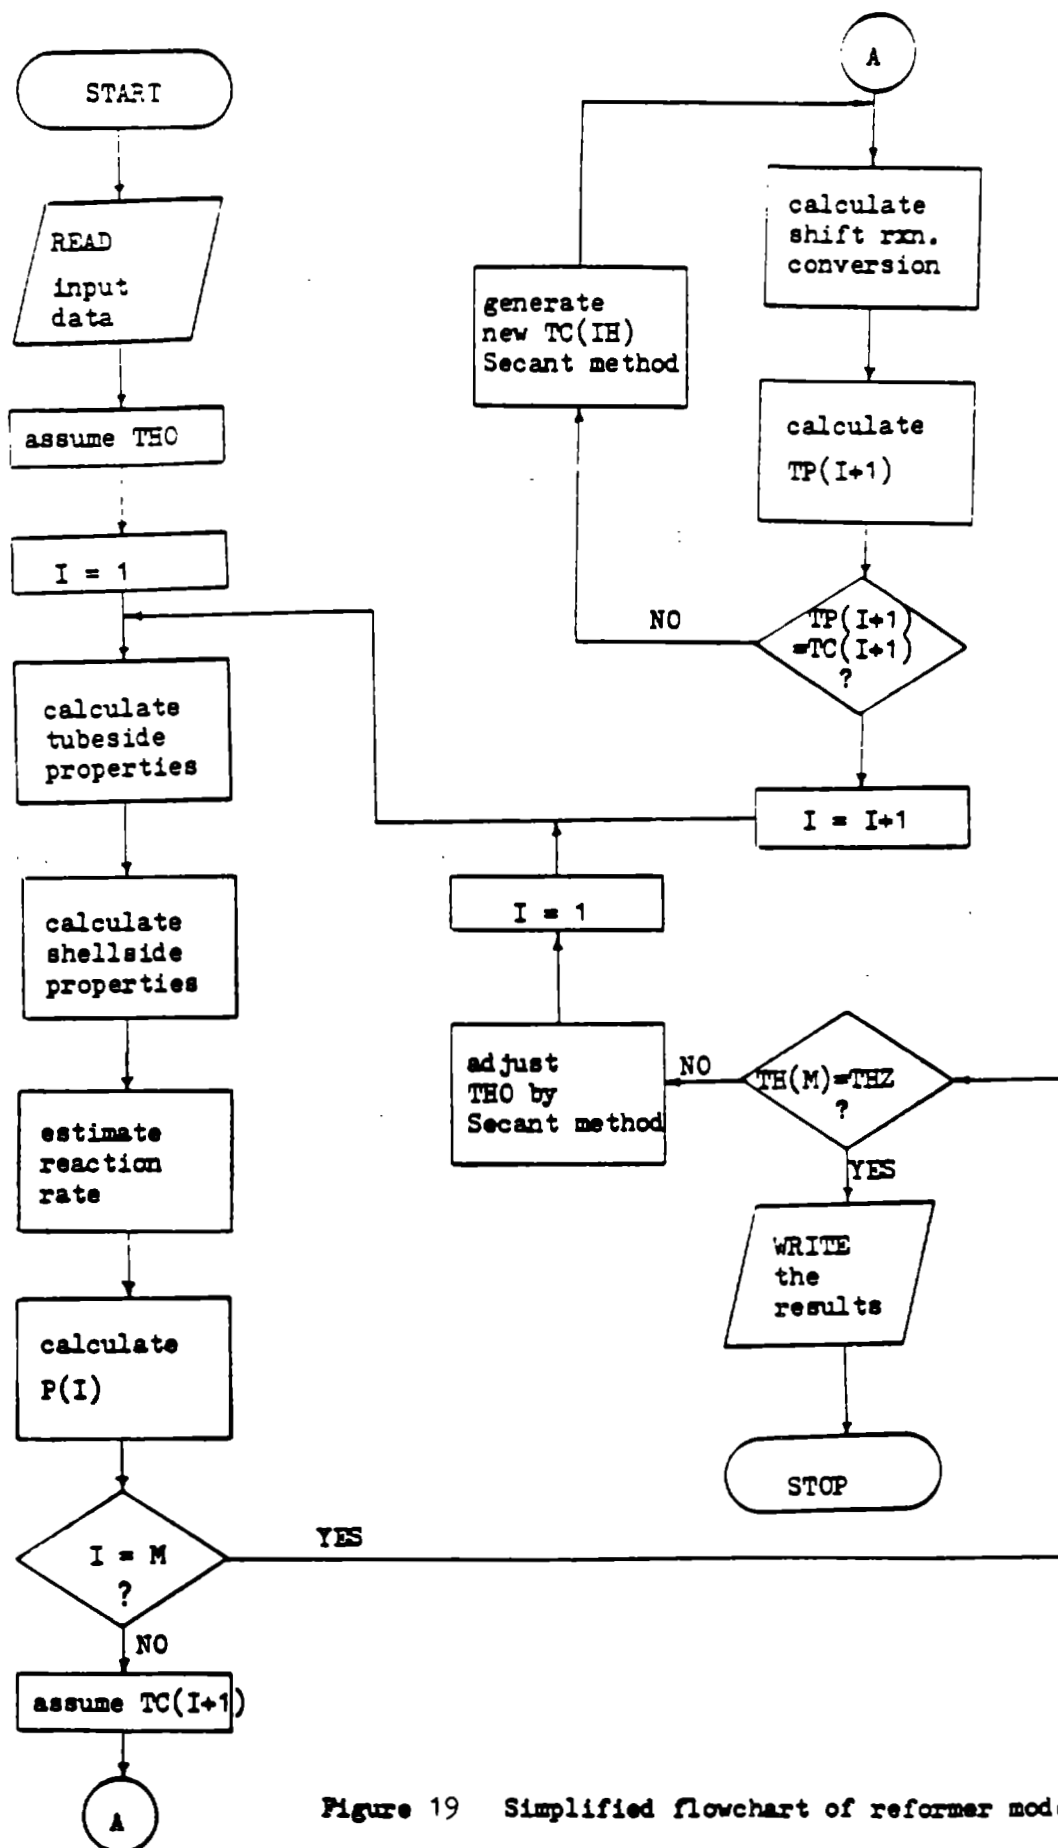 START
READ
input
data
assume THO
I = 1
calculate
tubeside
properties
calculate
shellside
properties
estimate
reaction
rate
calculate
P(I)
I = M
?
YES
NO
assume TC(I+1)
A
A
calculate
shift rxn.
conversion
generate
new TC(IH)
Secant method
calculate
TP(I+1)
NO
TP(I+1)
=TC(I+1)
?
I = I+1
I = 1
adjust
THO by
Secant method
NO
TH(M)=THZ
?
YES
WRITE
the
results
STOP
Figure 19 Simplified flowchart of reformer mod